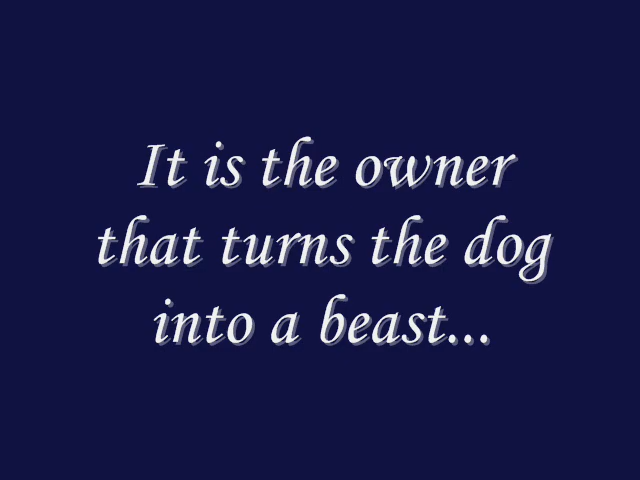 It is the owner
that turns the dog
into a beast...